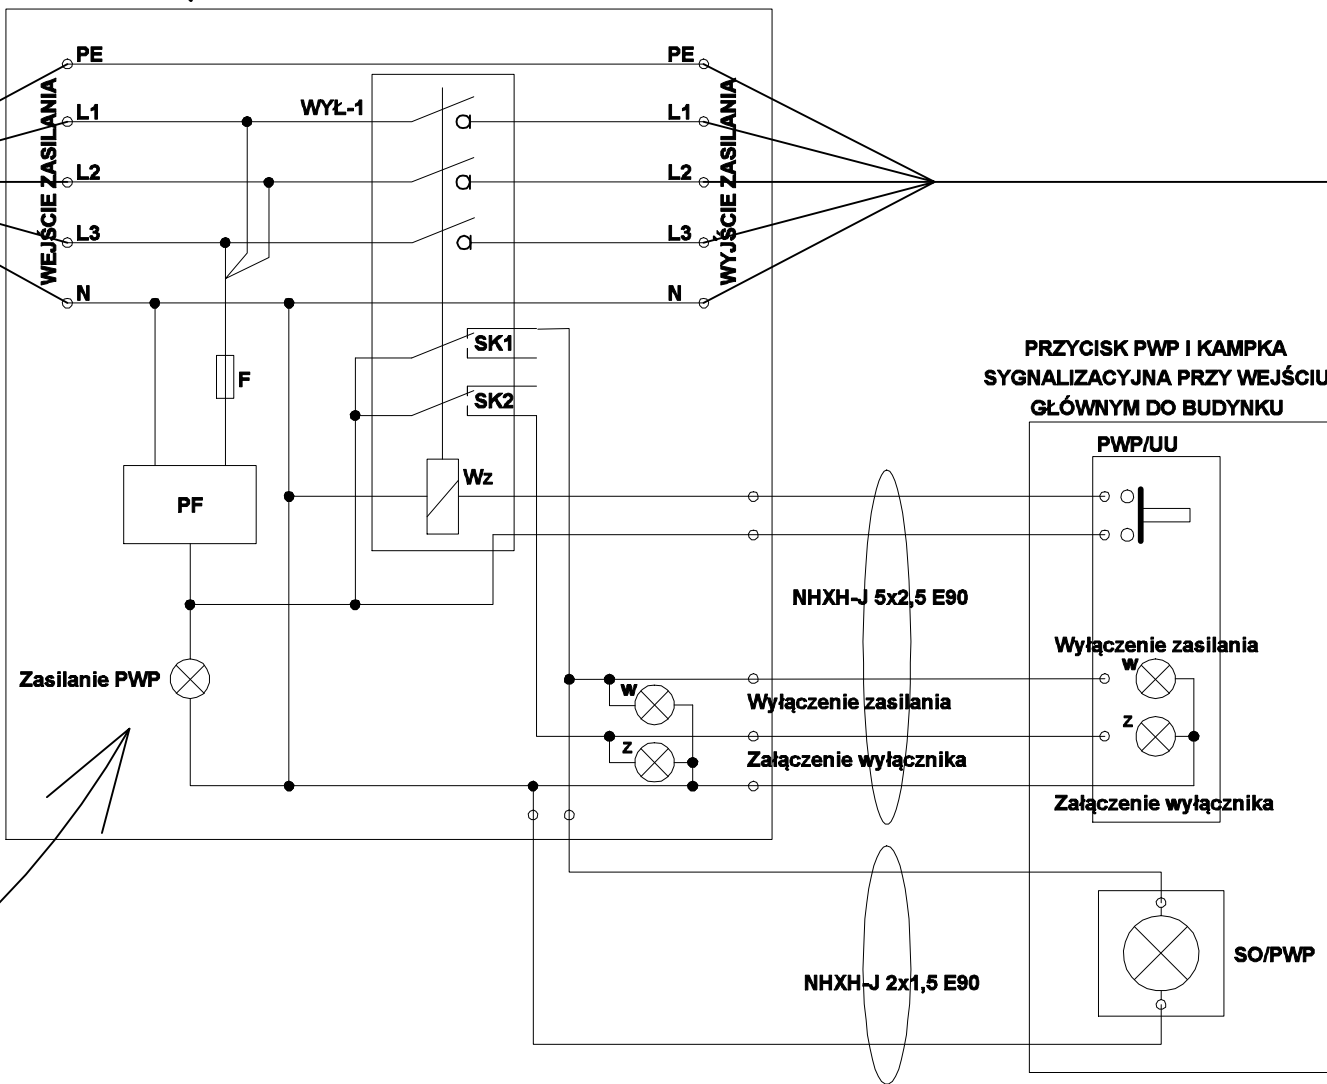 PE
L1
L2
L3
N
WEJŚCIE ZASILANIA
WYŁ-1
PE
L1
L2
L3
N
WYJŚCIE ZASILANIA
SK1
SK2
F
Wz
PF
Zasilanie PWP
PRZYCISK PWP I KAMPKA
SYGNALIZACYJNA PRZY WEJŚCIU
GŁÓWNYM DO BUDYNKU
PWP/UU
NHXH-J 5x2,5 E90
Wyłączenie zasilania
w
z
w
Wyłączenie zasilania
z
Załączenie wyłącznika
Załączenie wyłącznika
NHXH-J 2x1,5 E90
SO/PWP